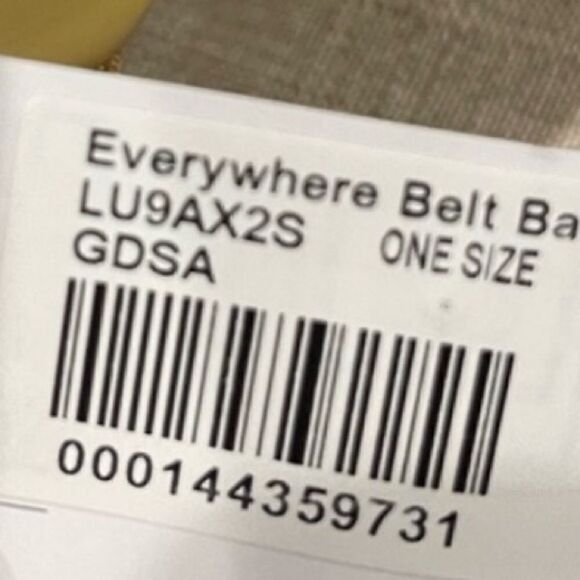 Everywhere Belt Ba
LU9AX2S ONE SIZE
GDSA
000144359731